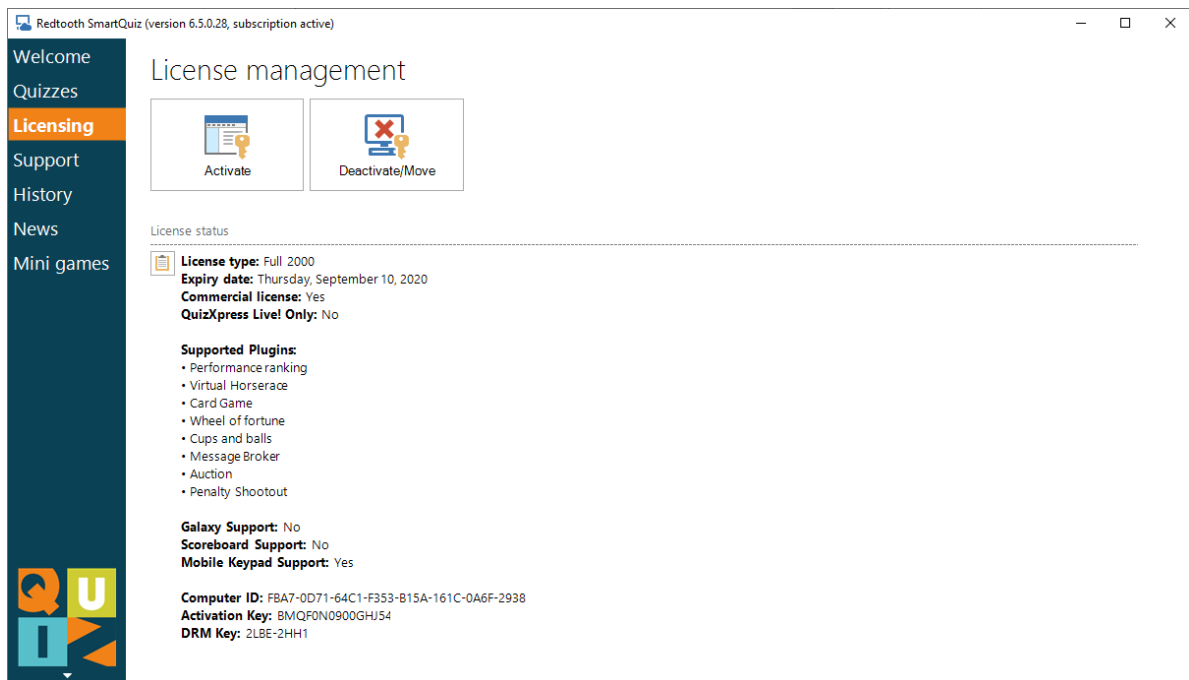 Redtooth SmartQuiz (version 6.5.0.28, subscription active)
Welcome
Quizzes
Licensing
Support
History
News
Mini games
License management
Activate
Deactivate/Move
License status
License type: Full 2000
Expiry date: Thursday, September 10, 2020
Commercial license: Yes
QuizXpress Live! Only: No
Supported Plugins:
• Performance ranking
• Virtual Horserace
• Card Game
• Wheel of fortune
• Cups and balls
• Message Broker
• Auction
• Penalty Shootout
Galaxy Support: No
Scoreboard Support: No
Mobile Keypad Support: Yes
Computer ID: FBA7-0D71-64C1-F353-B15A-161C-0A6F-2938
Activation Key: BMQF0N0900GHJ54
DRM Key: 2LBE-2HH1
Q U
I